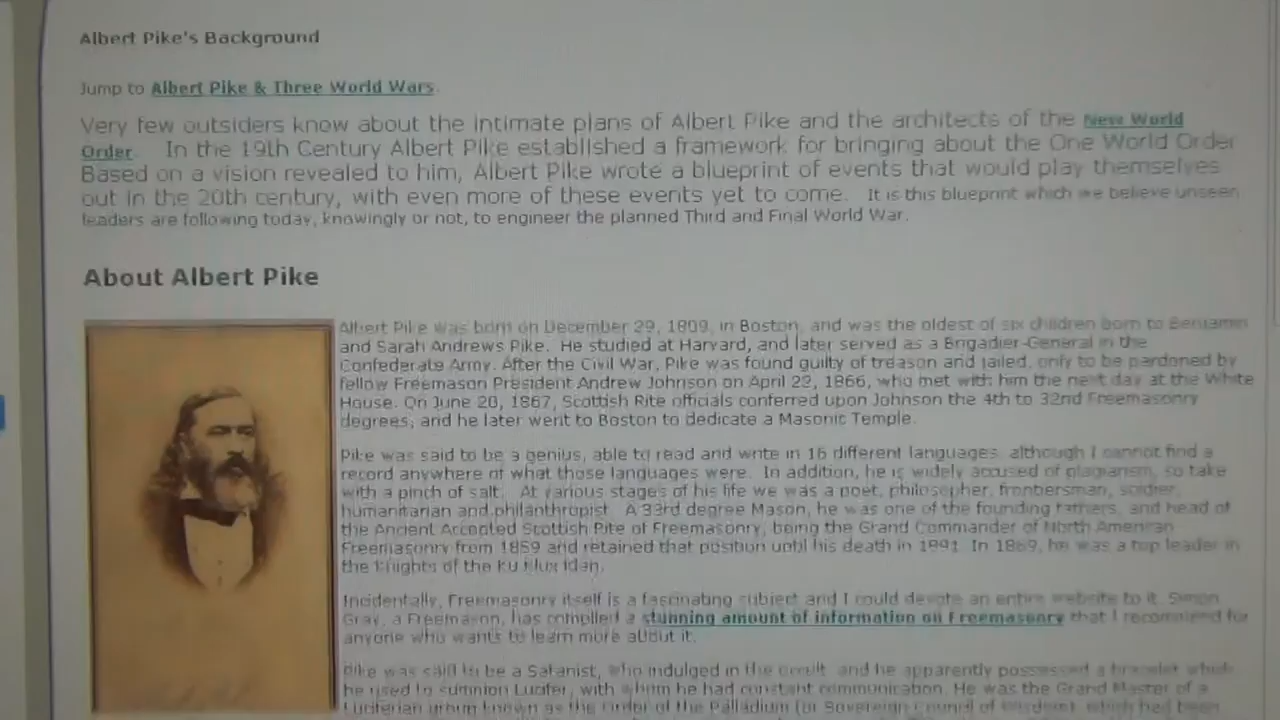 Albert Pike's Background
Jump to Albert Pike & Three World Wars.
Very few outsiders know about the intimate plans of Albert Pike and the architects of the New World
Order. In the 19th Century Albert Pike established a framework for bringing about the One World Order.
Based on a vision revealed to him, Albert Pike wrote a blueprint of events that would play themselves
out in the 20th century, with even more of these events yet to come. It is this blueprint which we believe unseen
leaders are following today, knowingly or not, to engineer the planned Third and Final World War.
About Albert Pike
Albert Pike was born on December 29, 1809, in Boston, and was the oldest of six children born to Benjamin
and Sarah Andrews Pike. He studied at Harvard, and later served as a Brigadier-General in the
Confederate Army. After the Civil War, Pike was found guilty of treason and jailed, only to be pardoned by
fellow Freemason President Andrew Johnson on April 22, 1866, who met with him the next day at the White
House. On June 20, 1867, Scottish Rite officials conferred upon Johnson the 4th to 32nd Freemasonry
degrees, and he later went to Boston to dedicate a Masonic Temple.
Pike was said to be a genius, able to read and write in 16 different languages, although I cannot find a
record anywhere of what those languages were. In addition, he is widely accused of plagiarism, so take
with a pinch of salt. At various stages of his life we was a poet, philosopher, frontiersman, soldier,
humanitarian and philanthropist. A 33rd degree Mason, he was one of the founding fathers, and head of
the Ancient Accepted Scottish Rite of Freemasonry, being the Grand Commander of North American
Freemasonry from 1859 and retained that position until his death in 1891. In 1869, he was a top leader in
the Knights of the Ku Klux Klan.
Incidentally, Freemasonry itself is a fascinating subject and I could devote an entire website to it. Simon
Gray, a Freemason, has compiled a stunning amount of information on Freemasonry that I recommend for
anyone who wants to learn more about it.
Pike was said to be a Satanist, who indulged in the occult, and he apparently possessed a bracelet which
he used to summon Lucifer, with whom he had constant communication. He was the Grand Master of a
Luciferian group known as the Order of the Palladium (or Sovereign Council of Wisdom), which had been